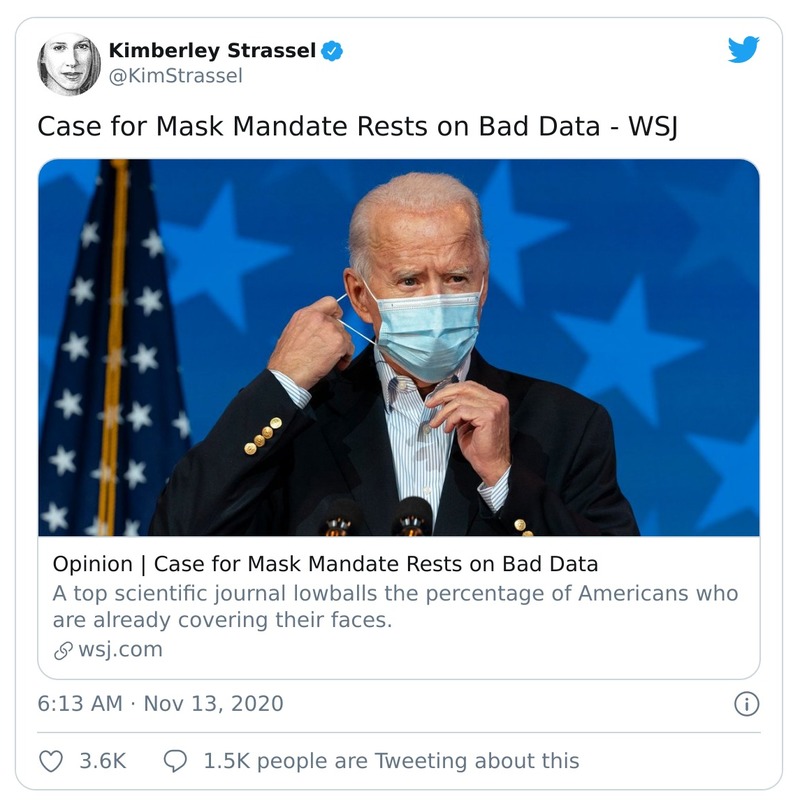 Kimberley Strassel
@KimStrassel
Case for Mask Mandate Rests on Bad Data - WSJ
Opinion | Case for Mask Mandate Rests on Bad Data
A top scientific journal lowballs the percentage of Americans who
are already covering their faces.
wsj.com
6:13 AM · Nov 13, 2020
3.6K 1.5K people are Tweeting about this